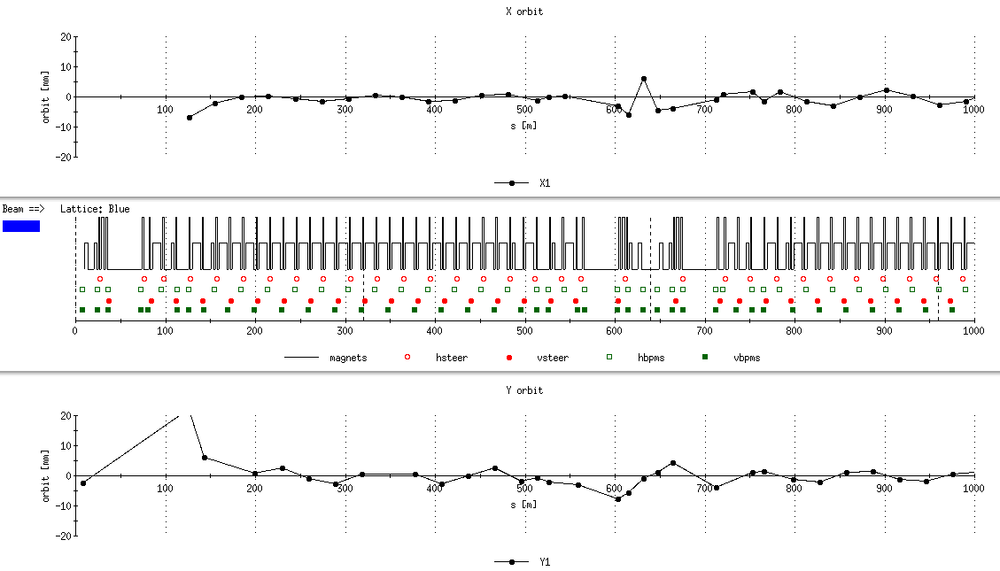 X orbit
20
10
0
-10
-20
orbit [mm]
100 200 300 400 500 600 700 800 900 1000
s [m]
X1
Beam ==> Lattice: Blue
0 100 200 300 400 500 600 700 800 900 1000
magnets hsteer vsteer hbpms vbpms
Y orbit
20
10
0
-10
-20
orbit [mm]
100 200 300 400 500 600 700 800 900 1000
s [m]
Y1